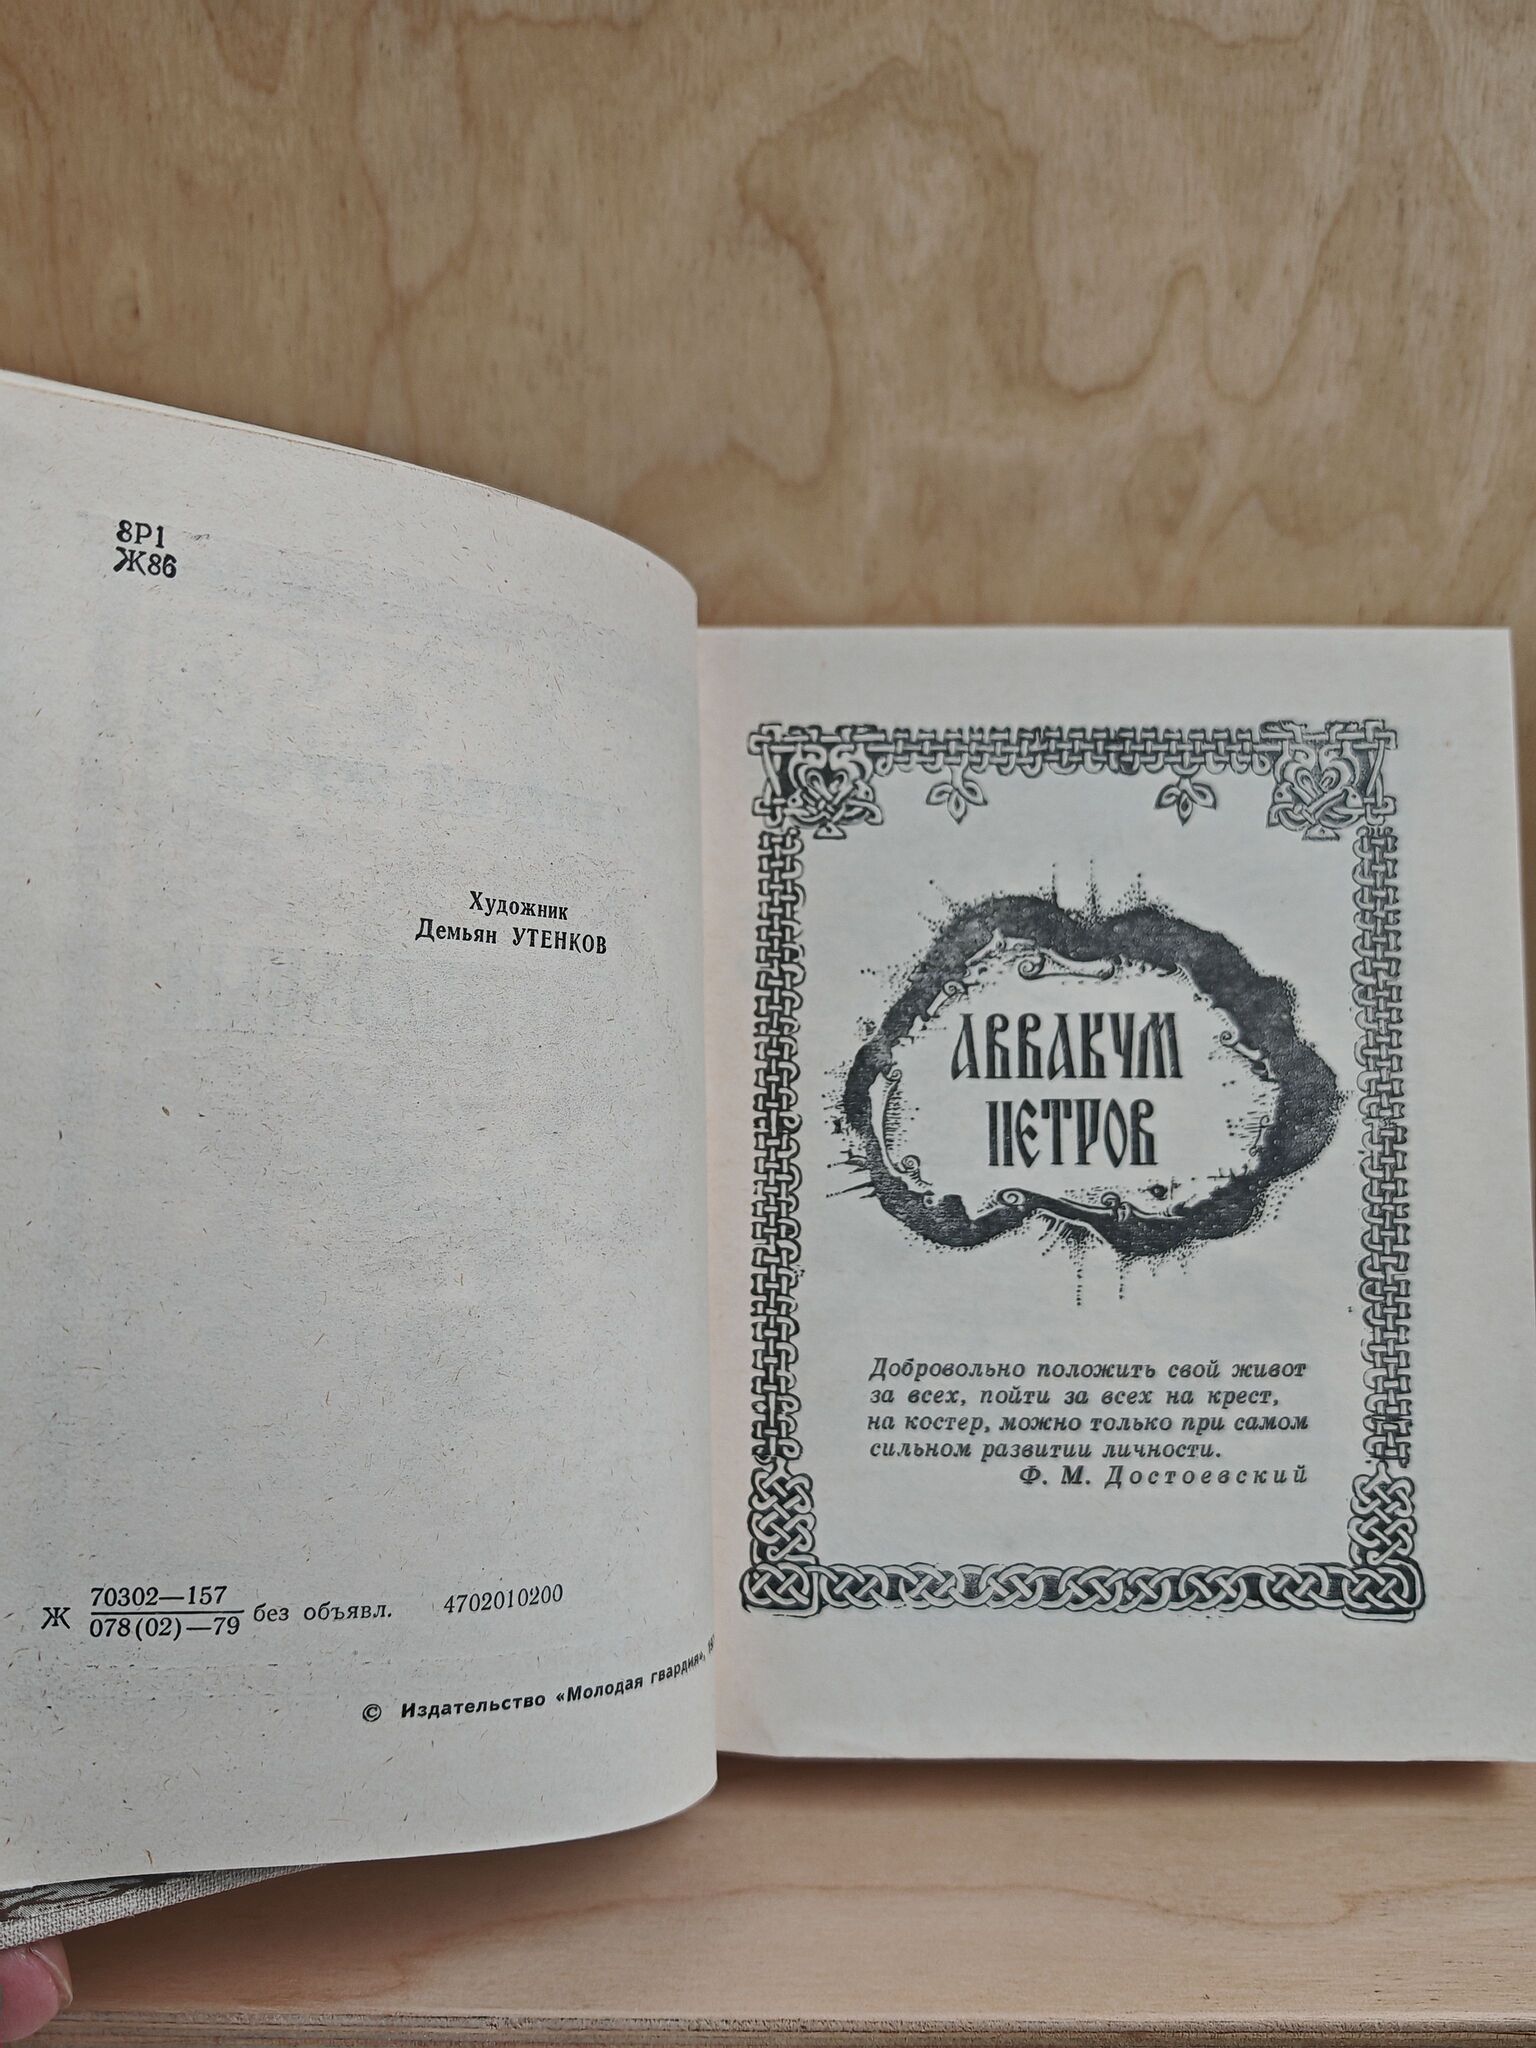 8Р1
Ж86
Художник
Демьян УТЕНКОВ
Ж 70302—157
078(02)—79 без объявл. 4702010200
© Издательство «Молодая гвардия»,
АВВАКУМ
ПЕТРОВ
Добровольно положить свой живот
за всех, пойти за всех на крест,
на костер, можно только при самом
сильном развитии личности.
Ф. М. Достоевский